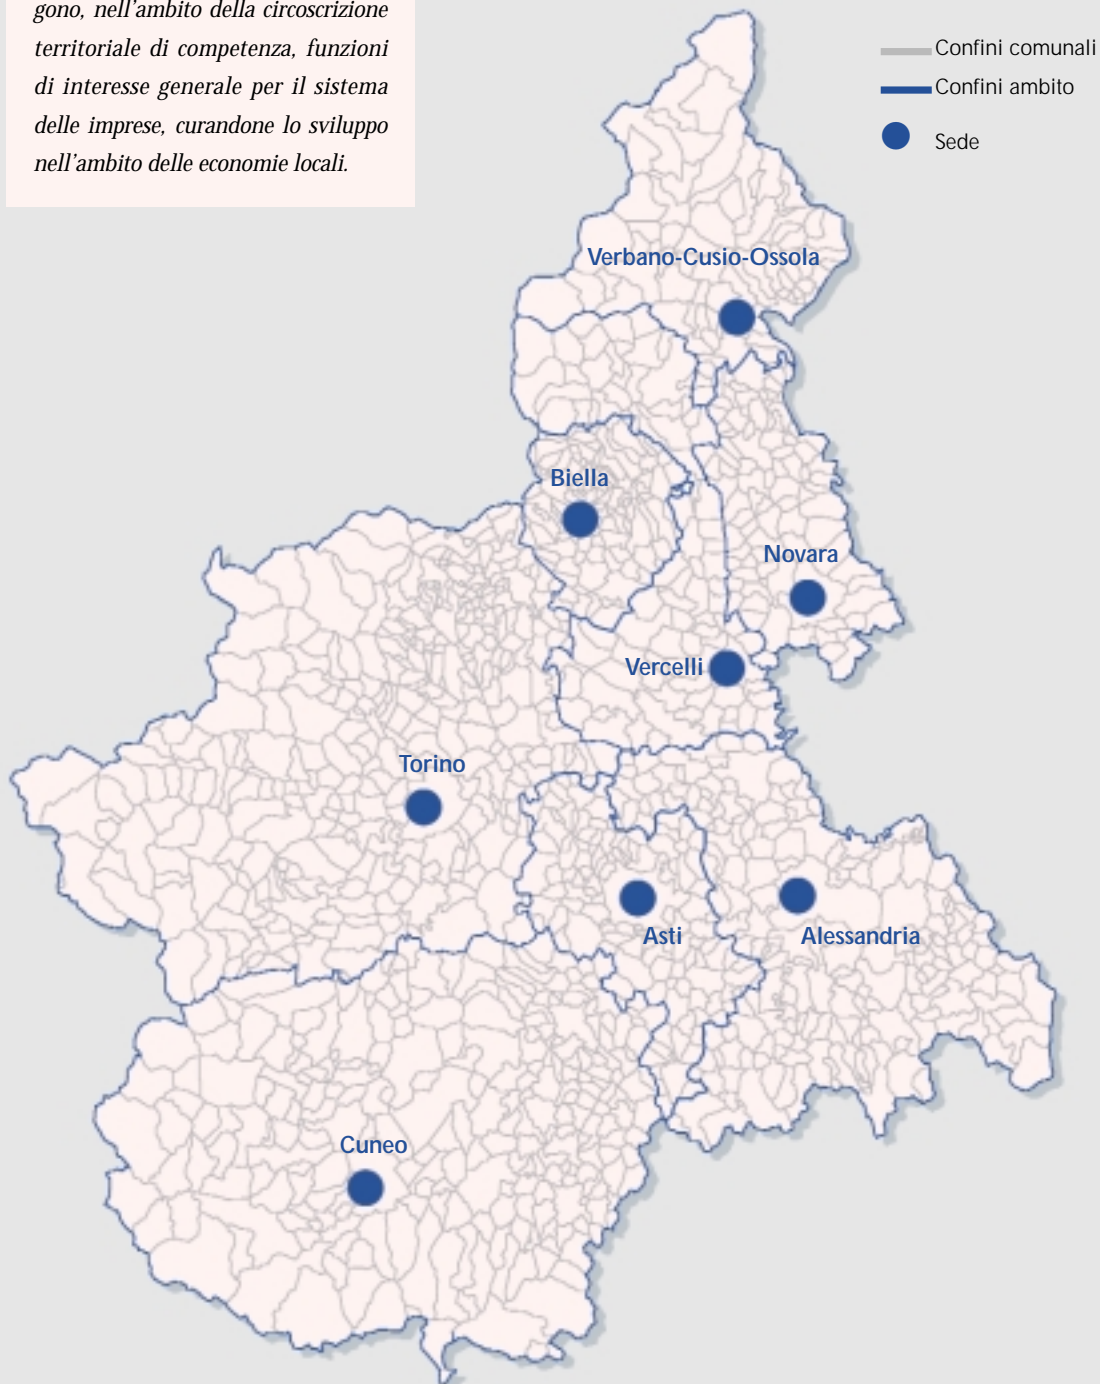 gono, nell'ambito della circoscrizione
territoriale di competenza, funzioni
di interesse generale per il sistema
delle imprese, curandone lo sviluppo
nell'ambito delle economie locali.
Confini comunali
Confini ambito
Sede
Verbano-Cusio-Ossola
Biella
Novara
Vercelli
Torino
Asti
Alessandria
Cuneo